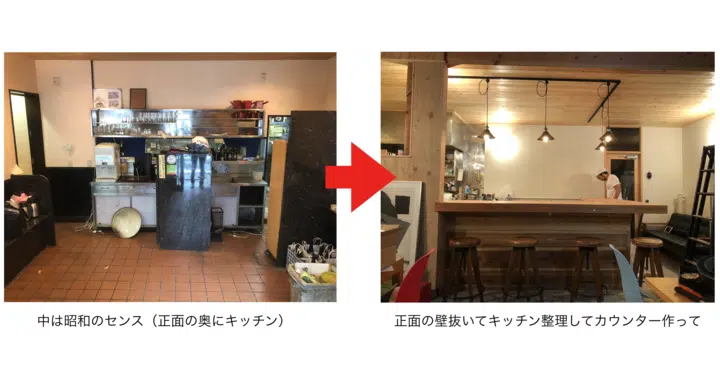 中は昭和のセンス（正面の奥にキッチン）
正面の壁抜いてキッチン整理してカウンター作って